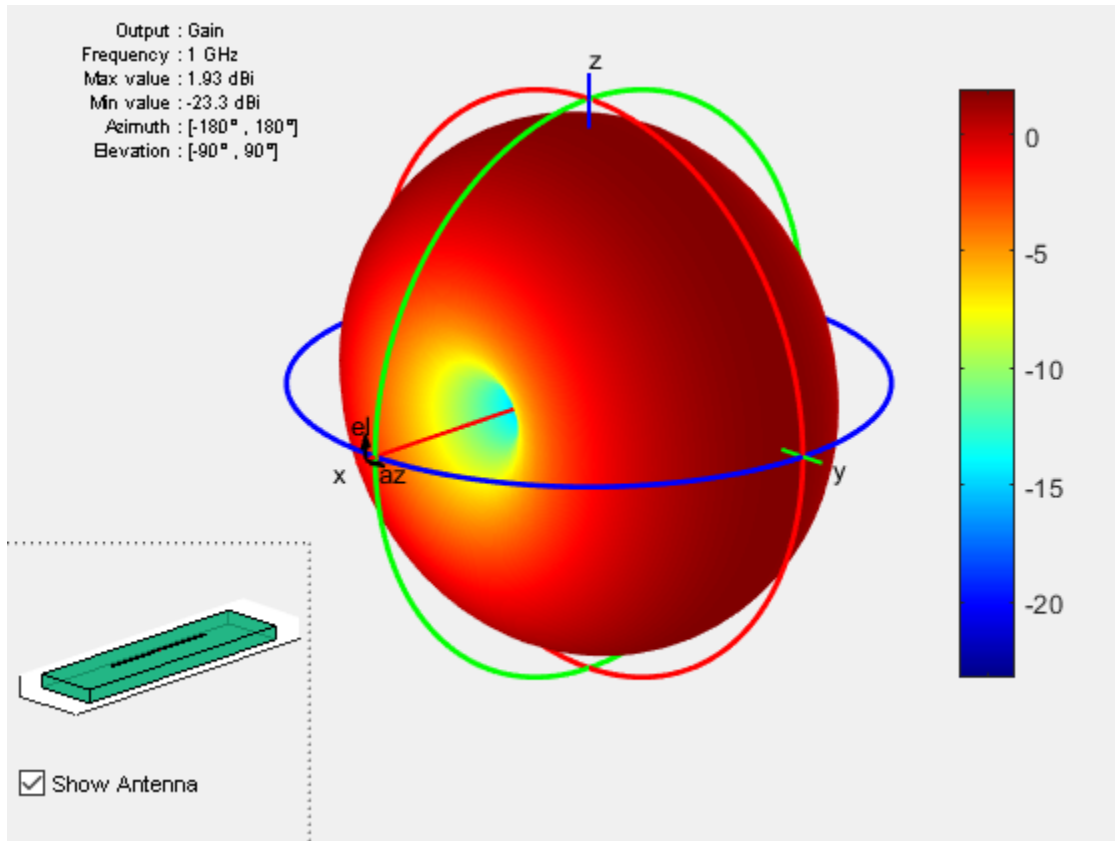 Output : Gain
Frequency : 1 GHz
Max value : 1.93 dBi
Min value : -23.3 dBi
Azimuth : [-180° , 180°]
Elevation : [-90° , 90°]
z
0
-5
-10
-15
-20
el
x
az
y
Show Antenna